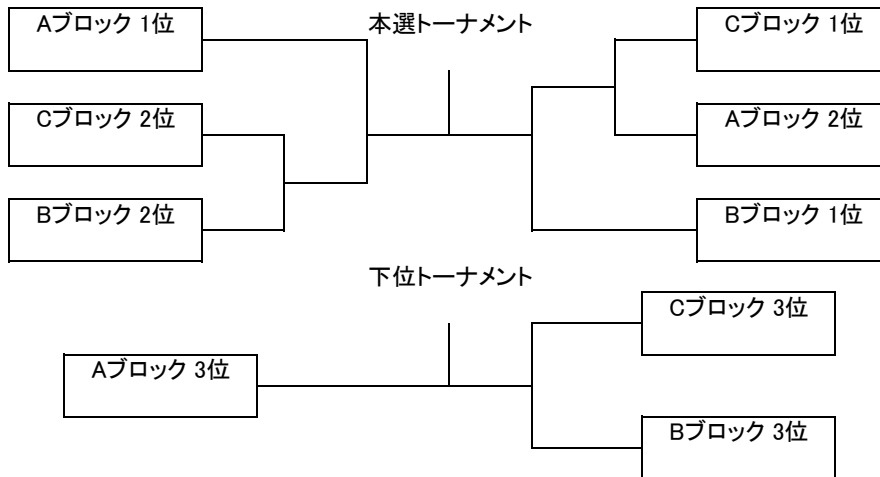 本選トーナメント
Aブロック 1位
Cブロック 1位
Cブロック 2位
Aブロック 2位
Bブロック 2位
Bブロック 1位
下位トーナメント
Cブロック 3位
Aブロック 3位
Bブロック 3位